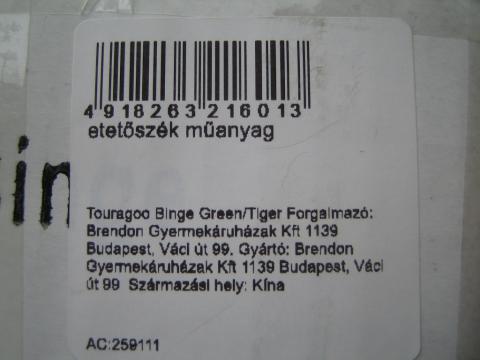 4 918263 216013
etetőszék műanyag
Touragoo Binge Green/Tiger Forgalmazó:
Brendon Gyermekáruházak Kft 1139
Budapest, Váci út 99. Gyártó: Brendon
Gyermekáruházak Kft 1139 Budapest, Váci
út 99 Származási hely: Kína
AC:259111